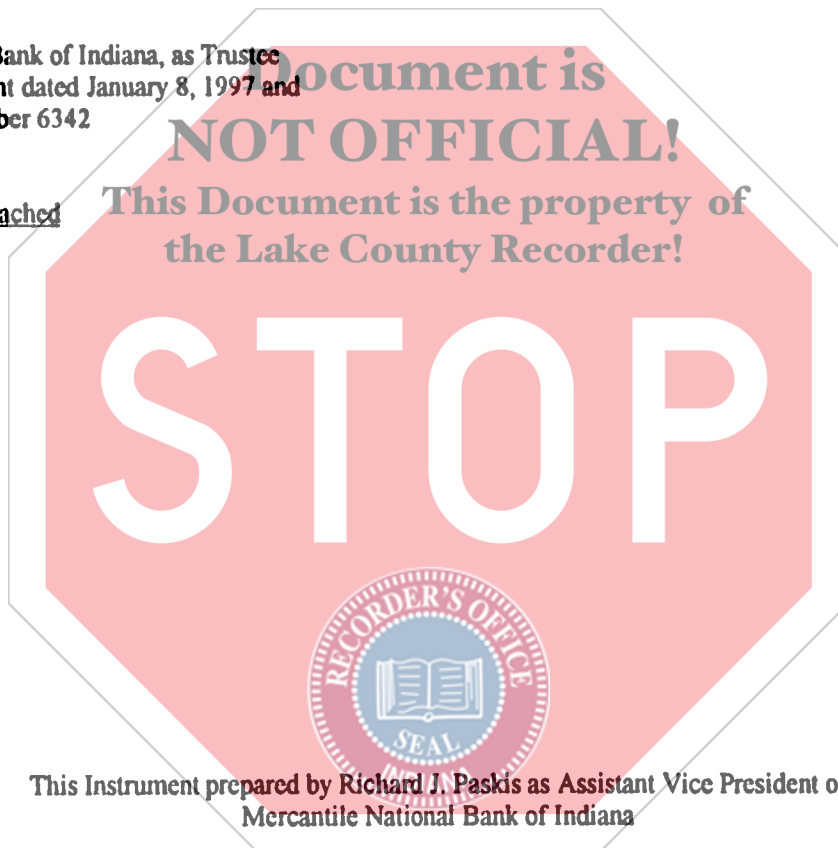 Bank of Indiana, as Trustee
nt dated January 8, 1997 and
ber 6342
ached
Document is
NOT OFFICIAL!
This Document is the property of
the Lake County Recorder!
STOP
RECORDER'S OFFICE
SEAL
INDIANA
This Instrument prepared by Richard J. Paskis as Assistant Vice President o
Mercantile National Bank of Indiana